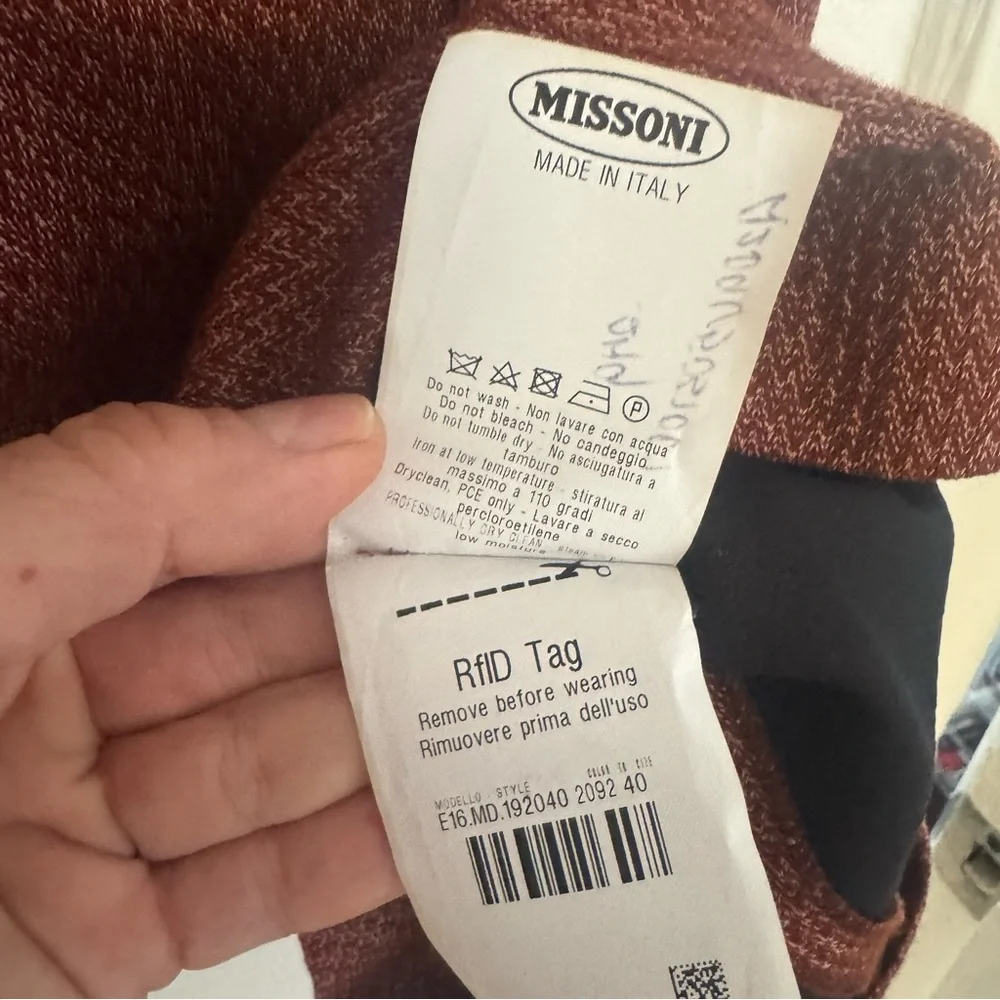 MISSONI
MADE IN ITALY
Do not wash - Non lavare con acqua
Do not bleach - No candeggio
Do not tumble dry - No asciugatura a
tamburo
Iron at low temperature - stiratura al
massimo a 110 gradi
Dryclean, PCE only - Lavare a secco
percloroetilene
PROFESSIONALLY DRY CLEAN
low moisture steam
RfID Tag
Remove before wearing
Rimuovere prima dell'uso
MODELLO - STYLE
E16.MD.192040 2092 40